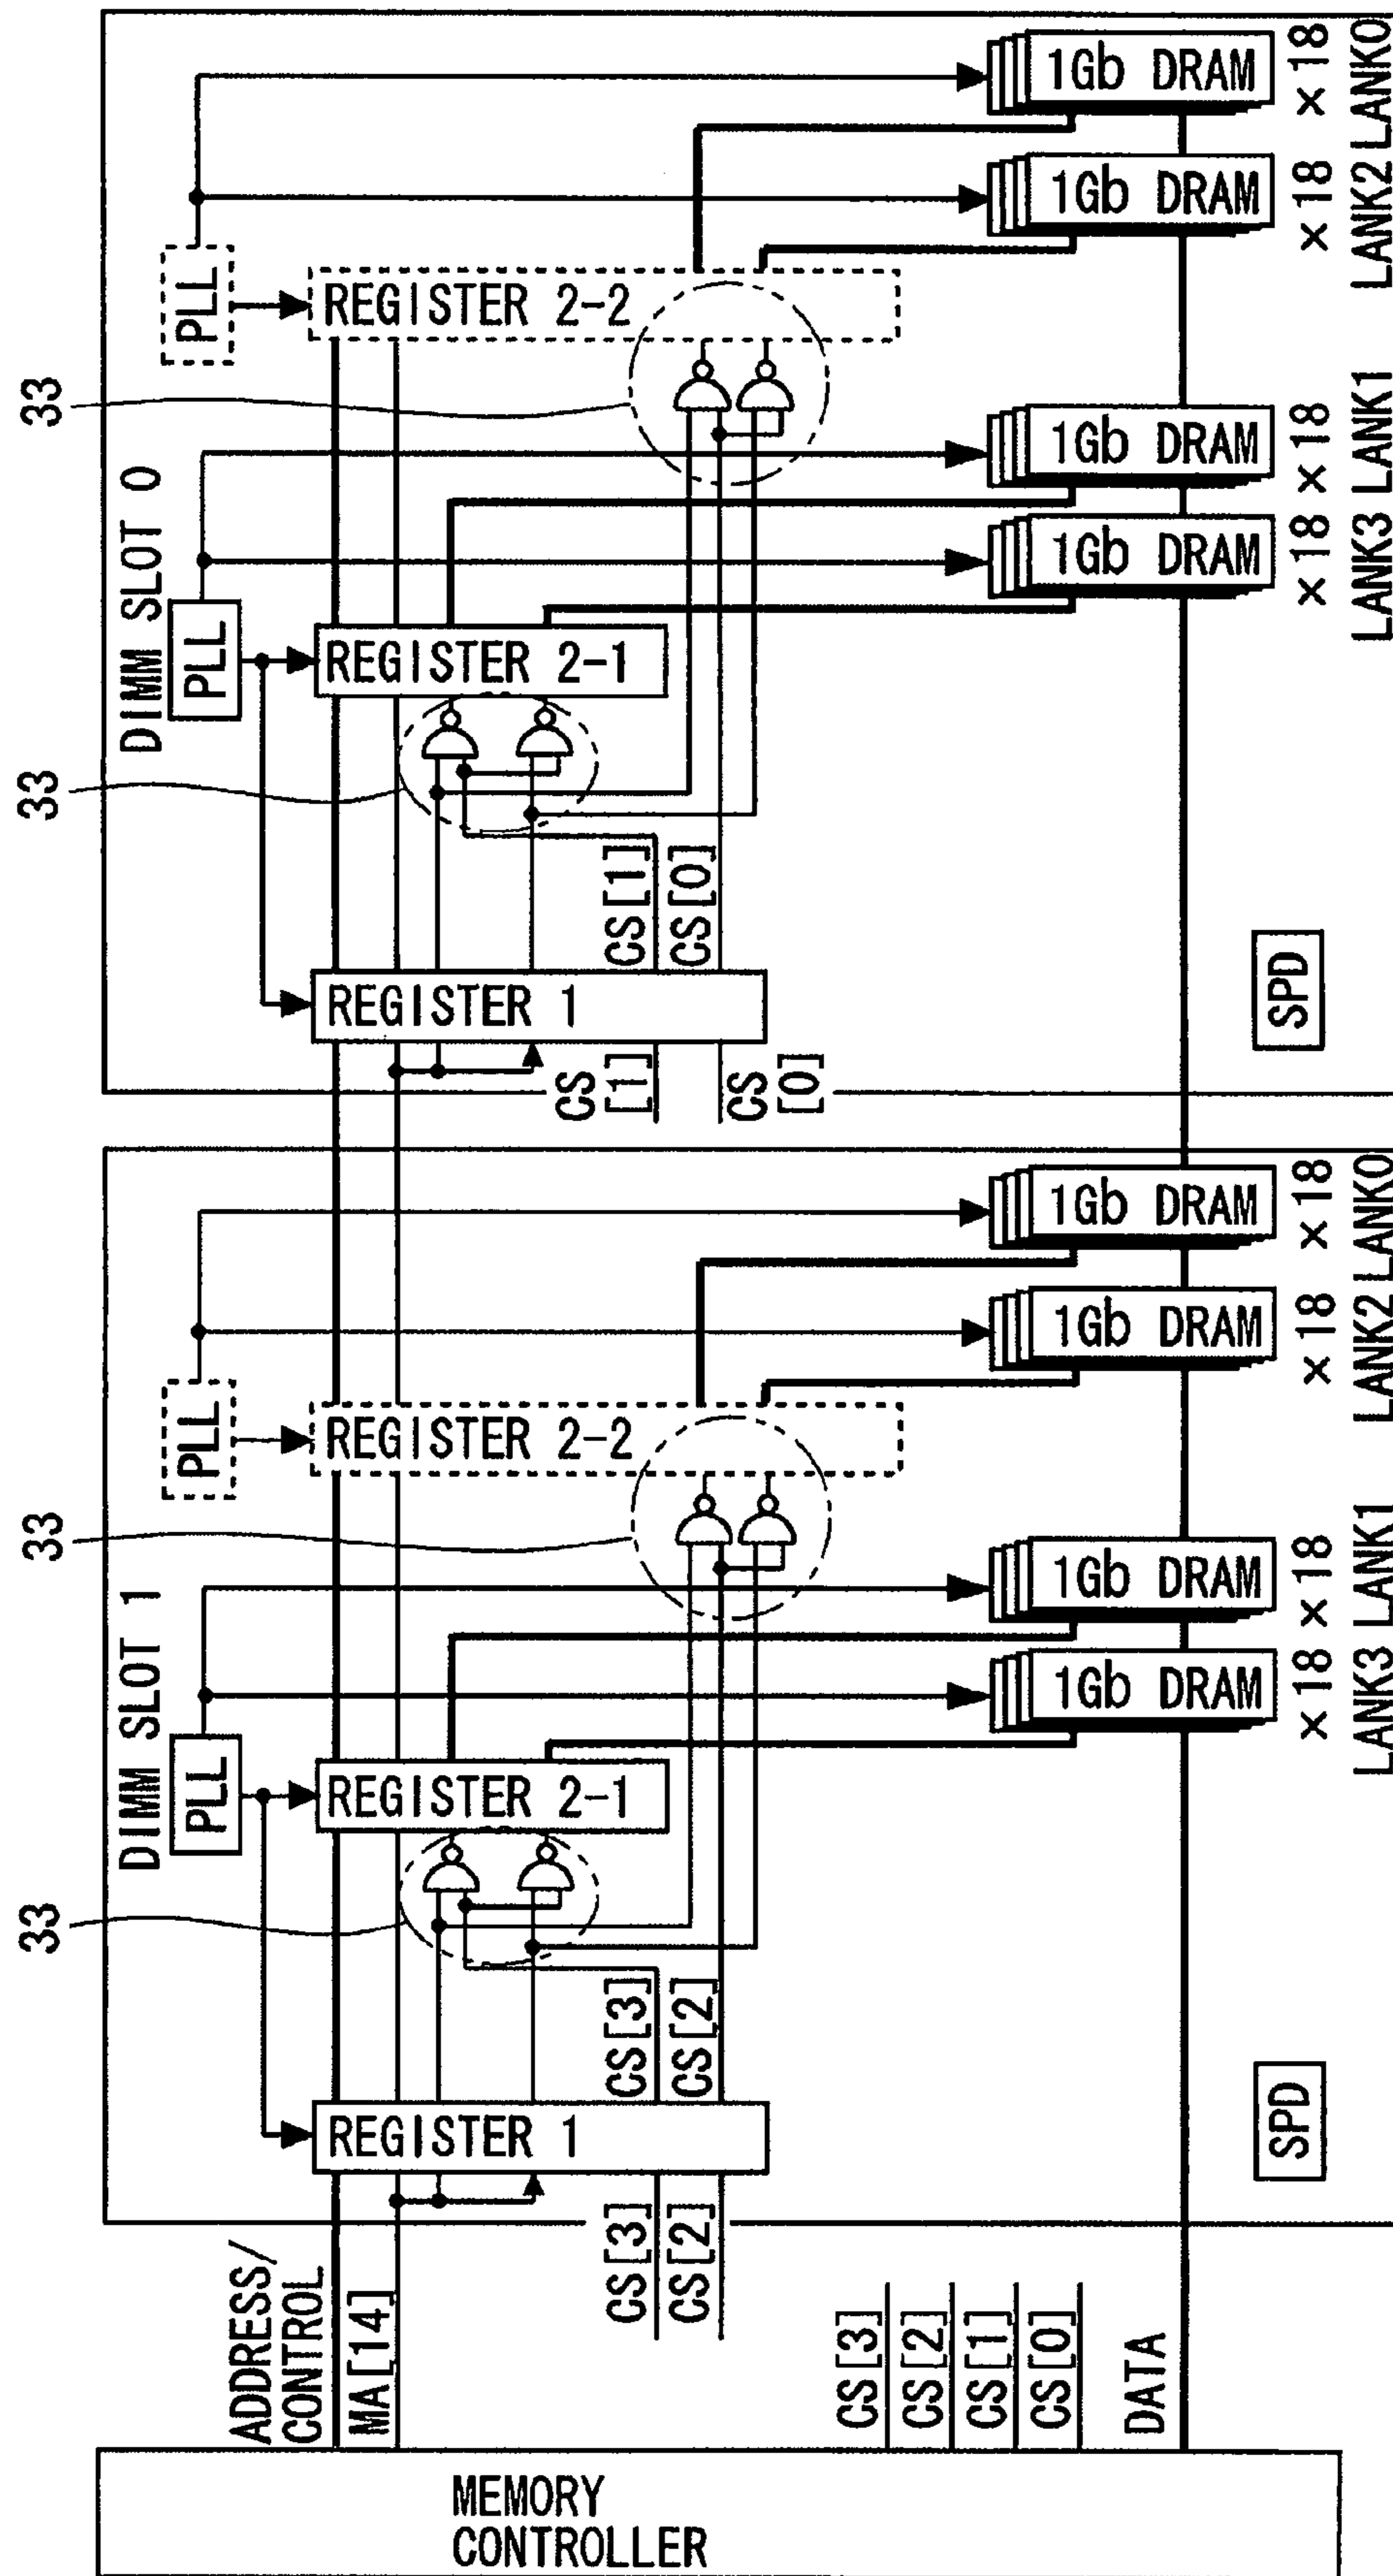 33
33
33
33
DIMM SLOT 0
PLL
PLL
REGISTER 1
REGISTER 2-1
REGISTER 2-2
CS
[1]
CS
[0]
CS[1]
CS[0]
1Gb DRAM
1Gb DRAM
1Gb DRAM
1Gb DRAM
×18
×18
×18
×18
LANK3
LANK1
LANK2
LANK0
SPD
DIMM SLOT 1
PLL
PLL
REGISTER 1
REGISTER 2-1
REGISTER 2-2
CS[3]
CS[2]
CS[3]
CS[2]
1Gb DRAM
1Gb DRAM
1Gb DRAM
1Gb DRAM
×18
×18
×18
×18
LANK3
LANK1
LANK2
LANK0
SPD
ADDRESS/
CONTROL
MA[14]
CS[3]
CS[2]
CS[1]
CS[0]
DATA
MEMORY
CONTROLLER